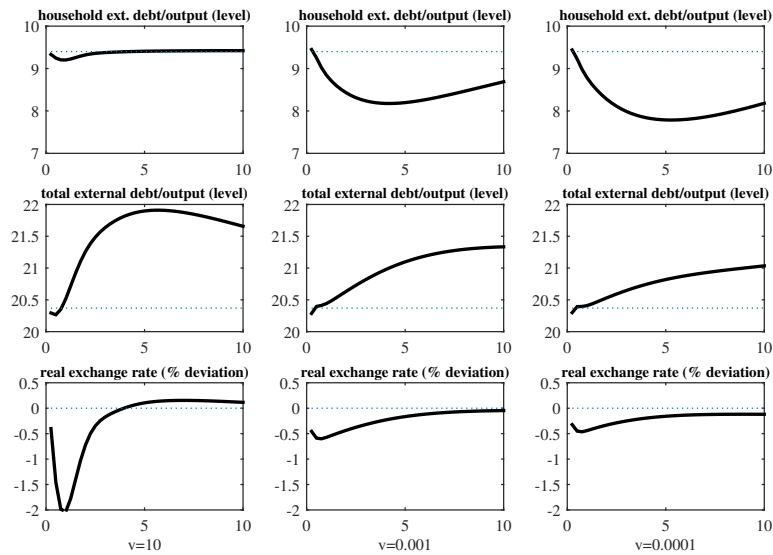 household ext. debt/output (level) household ext. debt/output (level) household ext. debt/output (level)
10 10 10
9 9 9
8 8 8
7 7 7
0 5 10 0 5 10 0 5 10
total external debt/output (level) total external debt/output (level) total external debt/output (level)
22 22 22
21.5 21.5 21.5
21 21 21
20.5 20.5 20.5
20 20 20
0 5 10 0 5 10 0 5 10
real exchange rate (% deviation) real exchange rate (% deviation) real exchange rate (% deviation)
0.5 0.5 0.5
0 0 0
-0.5 -0.5 -0.5
-1 -1 -1
-1.5 -1.5 -1.5
-2 -2 -2
0 5 10 0 5 10 0 5 10
v=10 v=0.001 v=0.0001